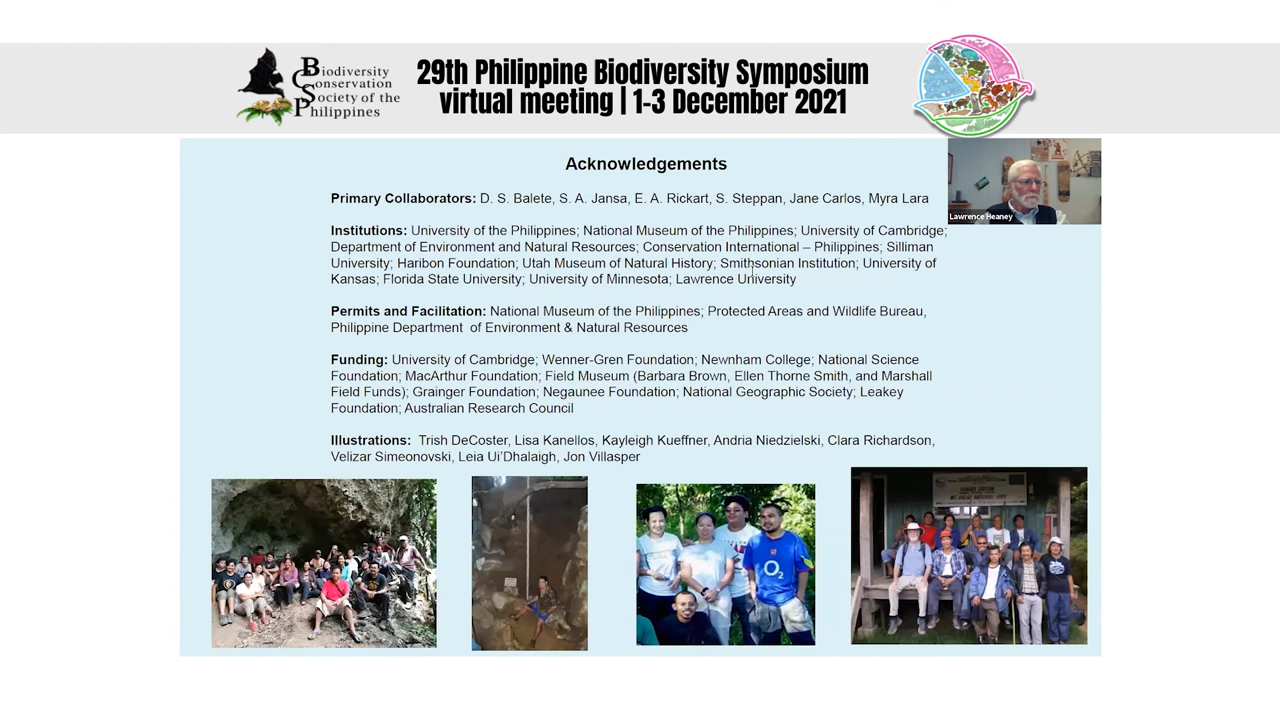 Biodiversity
Conservation
Society of the
Philippines
29th Philippine Biodiversity Symposium
virtual meeting | 1-3 December 2021
Acknowledgements
Lawrence Heaney
Primary Collaborators: D. S. Balete, S. A. Jansa, E. A. Rickart, S. Steppan, Jane Carlos, Myra Lara
Institutions: University of the Philippines; National Museum of the Philippines; University of Cambridge;
Department of Environment and Natural Resources; Conservation International – Philippines; Silliman
University; Haribon Foundation; Utah Museum of Natural History; Smithsonian Institution; University of
Kansas; Florida State University; University of Minnesota; Lawrence University
Permits and Facilitation: National Museum of the Philippines; Protected Areas and Wildlife Bureau,
Philippine Department of Environment & Natural Resources
Funding: University of Cambridge; Wenner-Gren Foundation; Newnham College; National Science
Foundation; MacArthur Foundation; Field Museum (Barbara Brown, Ellen Thorne Smith, and Marshall
Field Funds); Grainger Foundation; Negaunee Foundation; National Geographic Society; Leakey
Foundation; Australian Research Council
Illustrations: Trish DeCoster, Lisa Kanellos, Kayleigh Kueffner, Andria Niedzielski, Clara Richardson,
Velizar Simeonovski, Leia Ui'Dhalaigh, Jon Villasper
O2